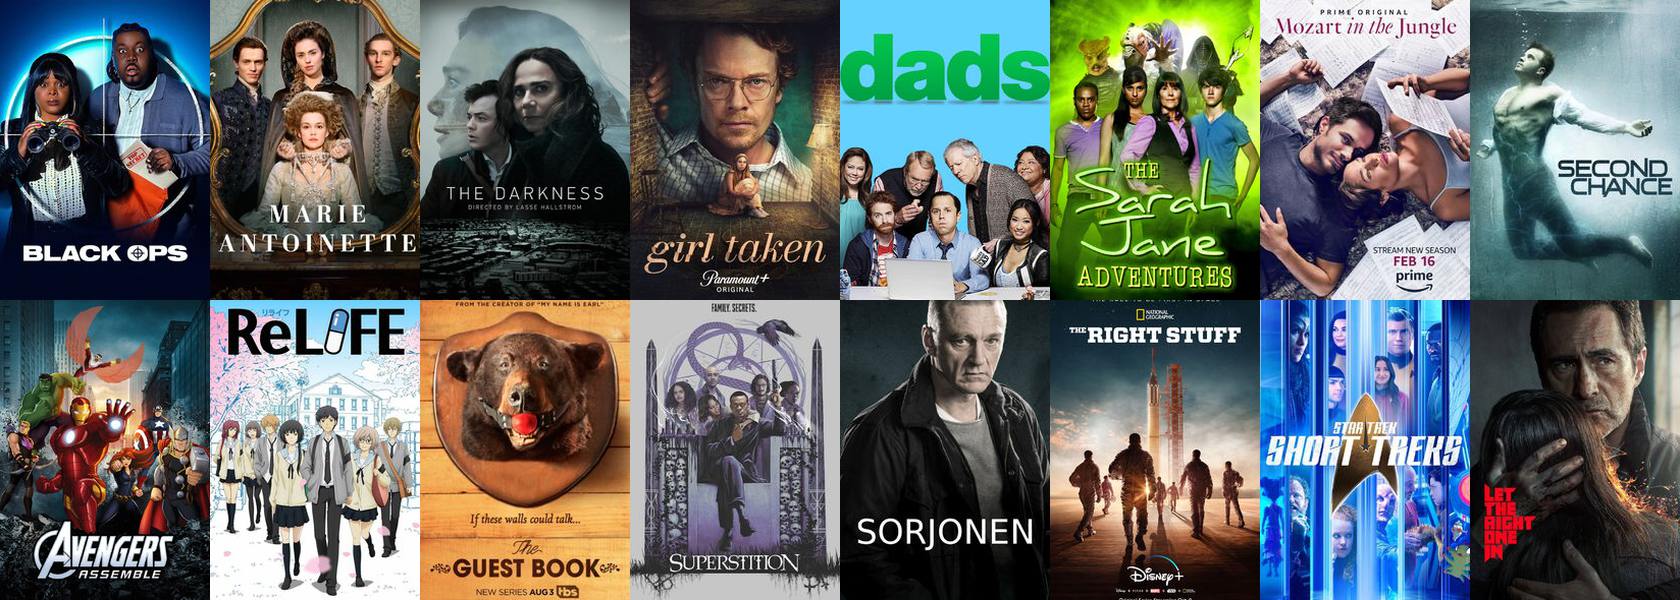 TOP SECRET
BLACK OPS
MARIE
ANTOINETTE
THE DARKNESS
DIRECTED BY LASSE HALLSTRÖM
girl taken
Paramount+
ORIGINAL
dads
THE
Sarah
Jane
ADVENTURES
PRIME ORIGINAL
Mozart in the Jungle
STREAM NEW SEASON
FEB 16
prime
SECOND
CHANCE
AVENGERS
ASSEMBLE
リライフ
ReLIFE
FROM THE CREATOR OF "MY NAME IS EARL"
If these walls could talk...
The
GUEST BOOK
NEW SERIES AUG 3 tbs
FAMILY. SECRETS.
SUPERSTITION
SORJONEN
NATIONAL
GEOGRAPHIC
THE RIGHT STUFF
Disney+
STAR TREK
SHORT TREKS
LET
THE
RIGHT
ONE
IN